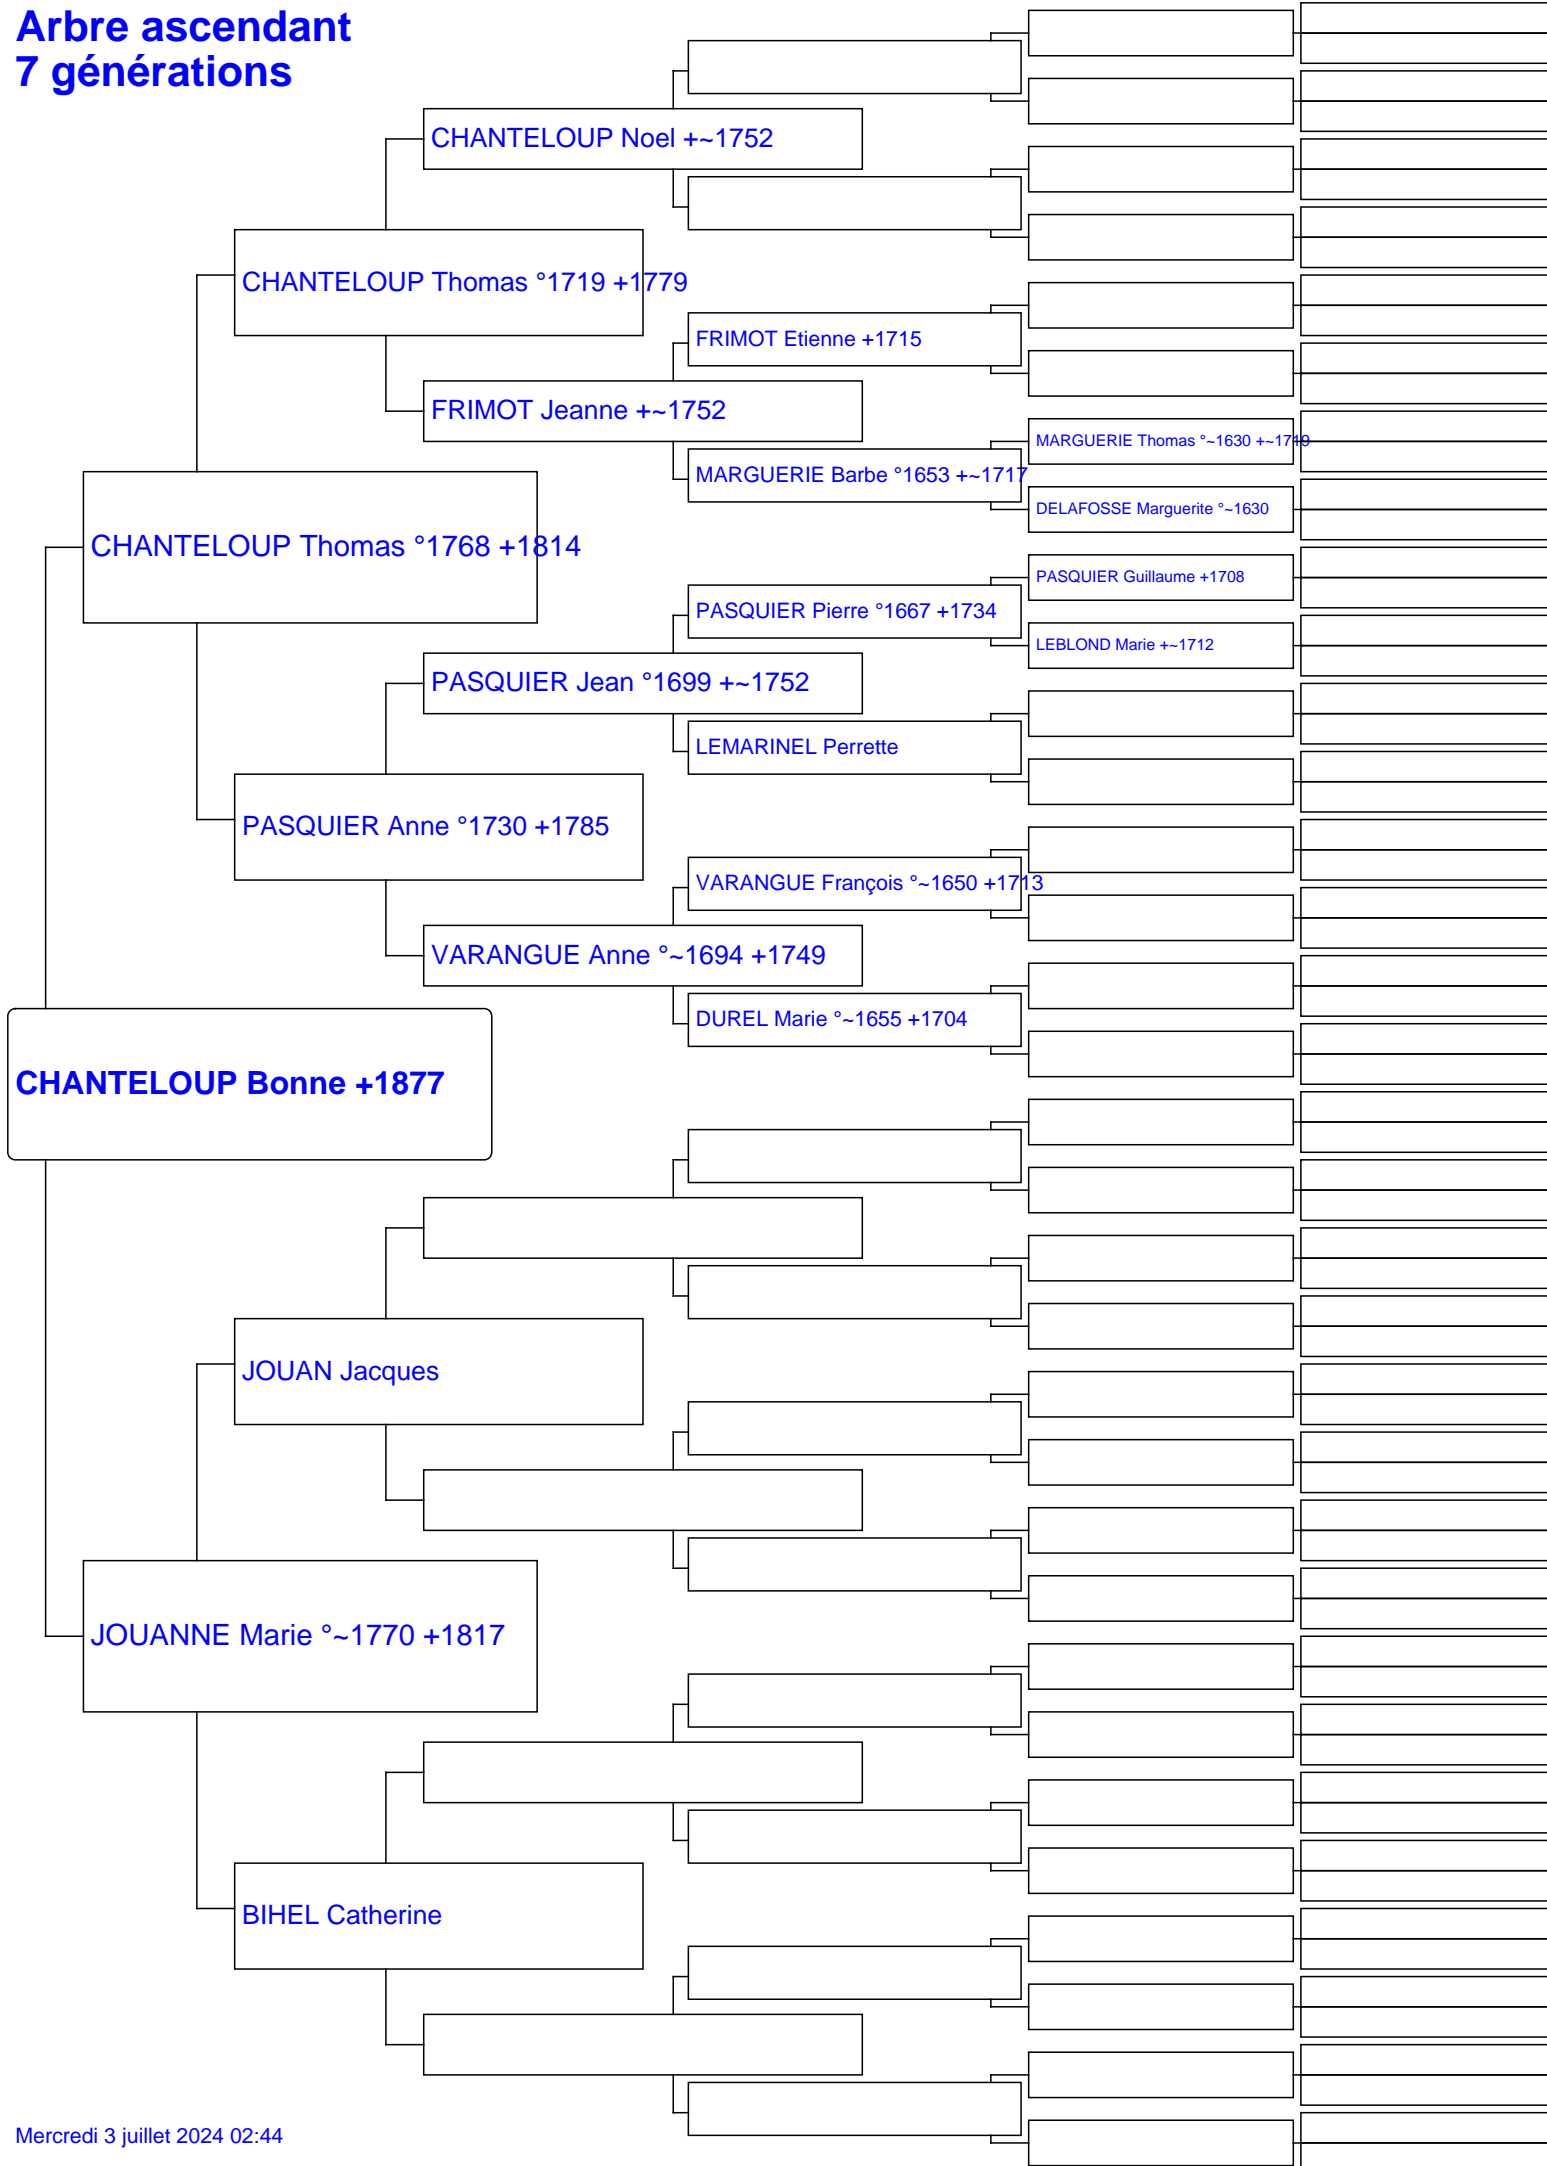 Arbre ascendant
7 générations
CHANTELOUP Noel +~1752
CHANTELOUP Thomas °1719 +1779
FRIMOT Etienne +1715
FRIMOT Jeanne +~1752
MARGUERIE Thomas °~1630 +~1719
MARGUERIE Barbe °1653 +~1717
DELAFOSSE Marguerite °~1630
CHANTELOUP Thomas °1768 +1814
PASQUIER Guillaume +1708
PASQUIER Pierre °1667 +1734
LEBLOND Marie +~1712
PASQUIER Jean °1699 +~1752
LEMARINEL Perrette
PASQUIER Anne °1730 +1785
VARANGUE François °~1650 +1713
VARANGUE Anne °~1694 +1749
DUREL Marie °~1655 +1704
CHANTELOUP Bonne +1877
JOUAN Jacques
JOUANNE Marie °~1770 +1817
BIHEL Catherine
Mercredi 3 juillet 2024 02:44